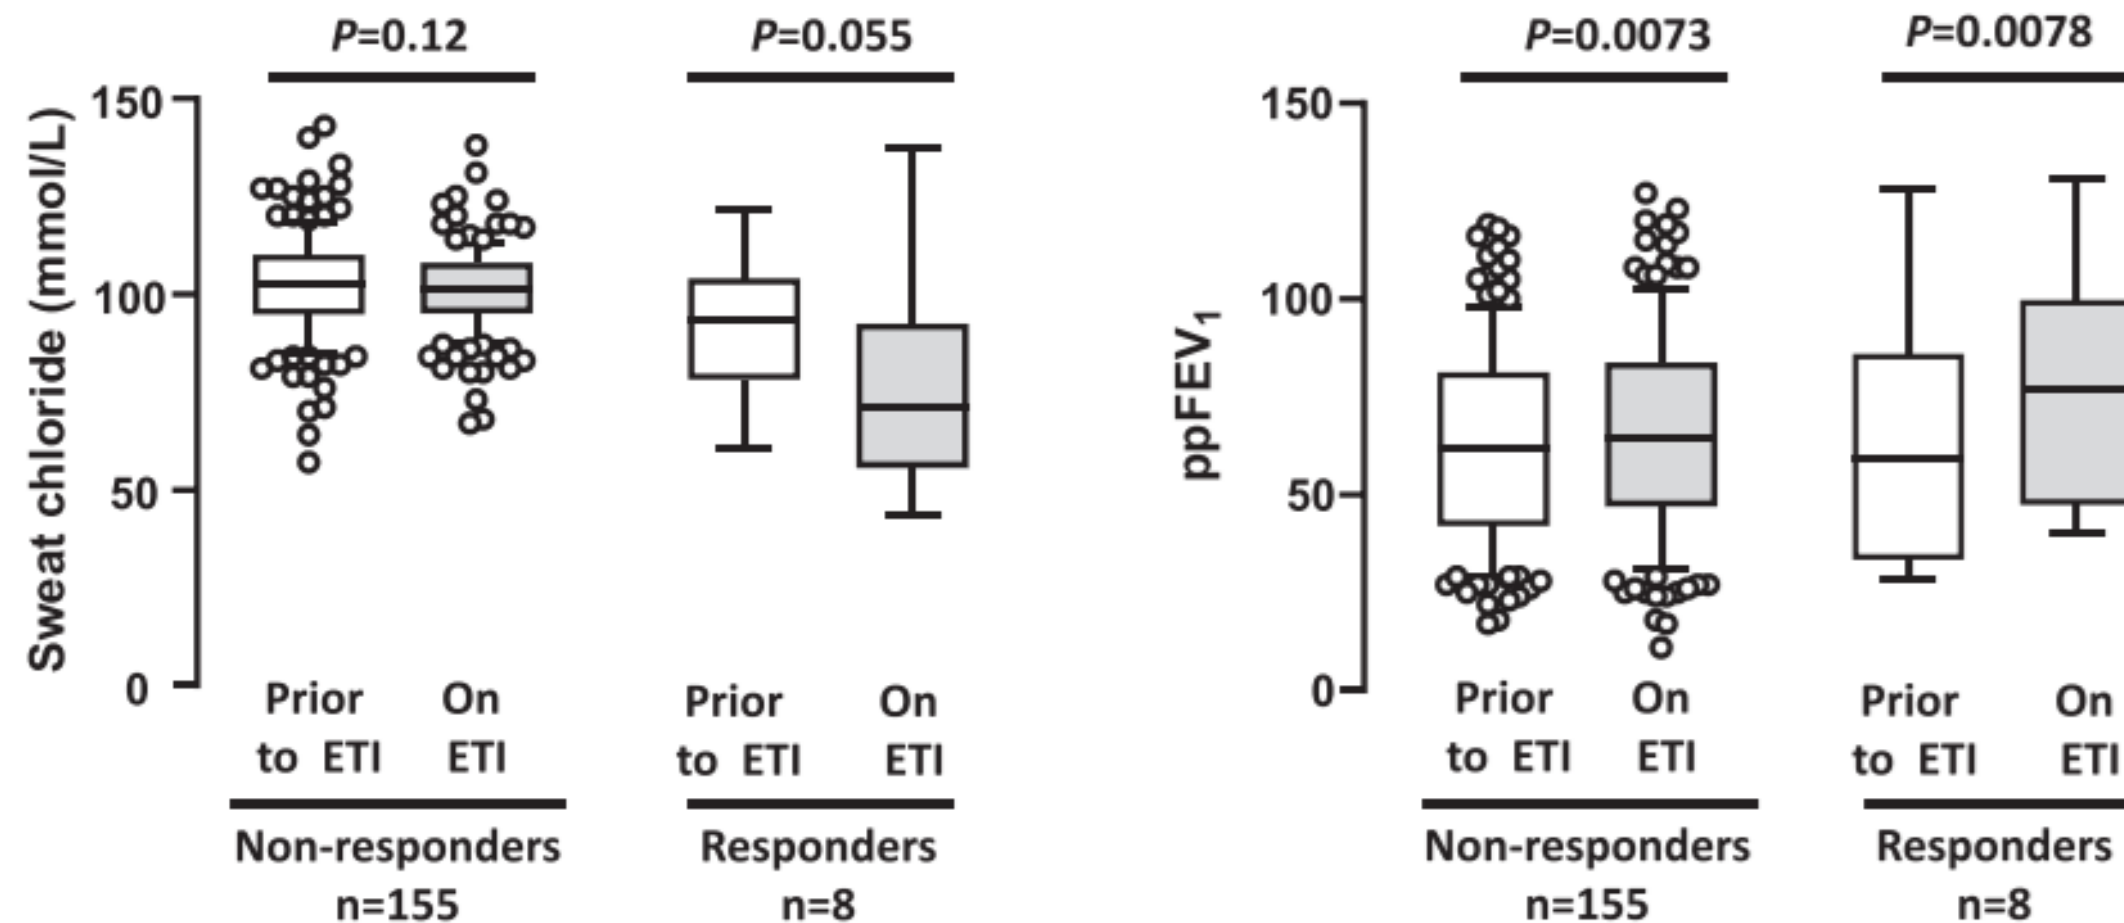 P=0.12
P=0.055
150
100
50
0
Sweat chloride (mmol/L)
Prior to ETI
On ETI
Prior to ETI
On ETI
Non-responders
n=155
Responders
n=8
P=0.0073
P=0.0078
150
100
50
0
ppFEV1
Prior to ETI
On ETI
Prior to ETI
On ETI
Non-responders
n=155
Responders
n=8